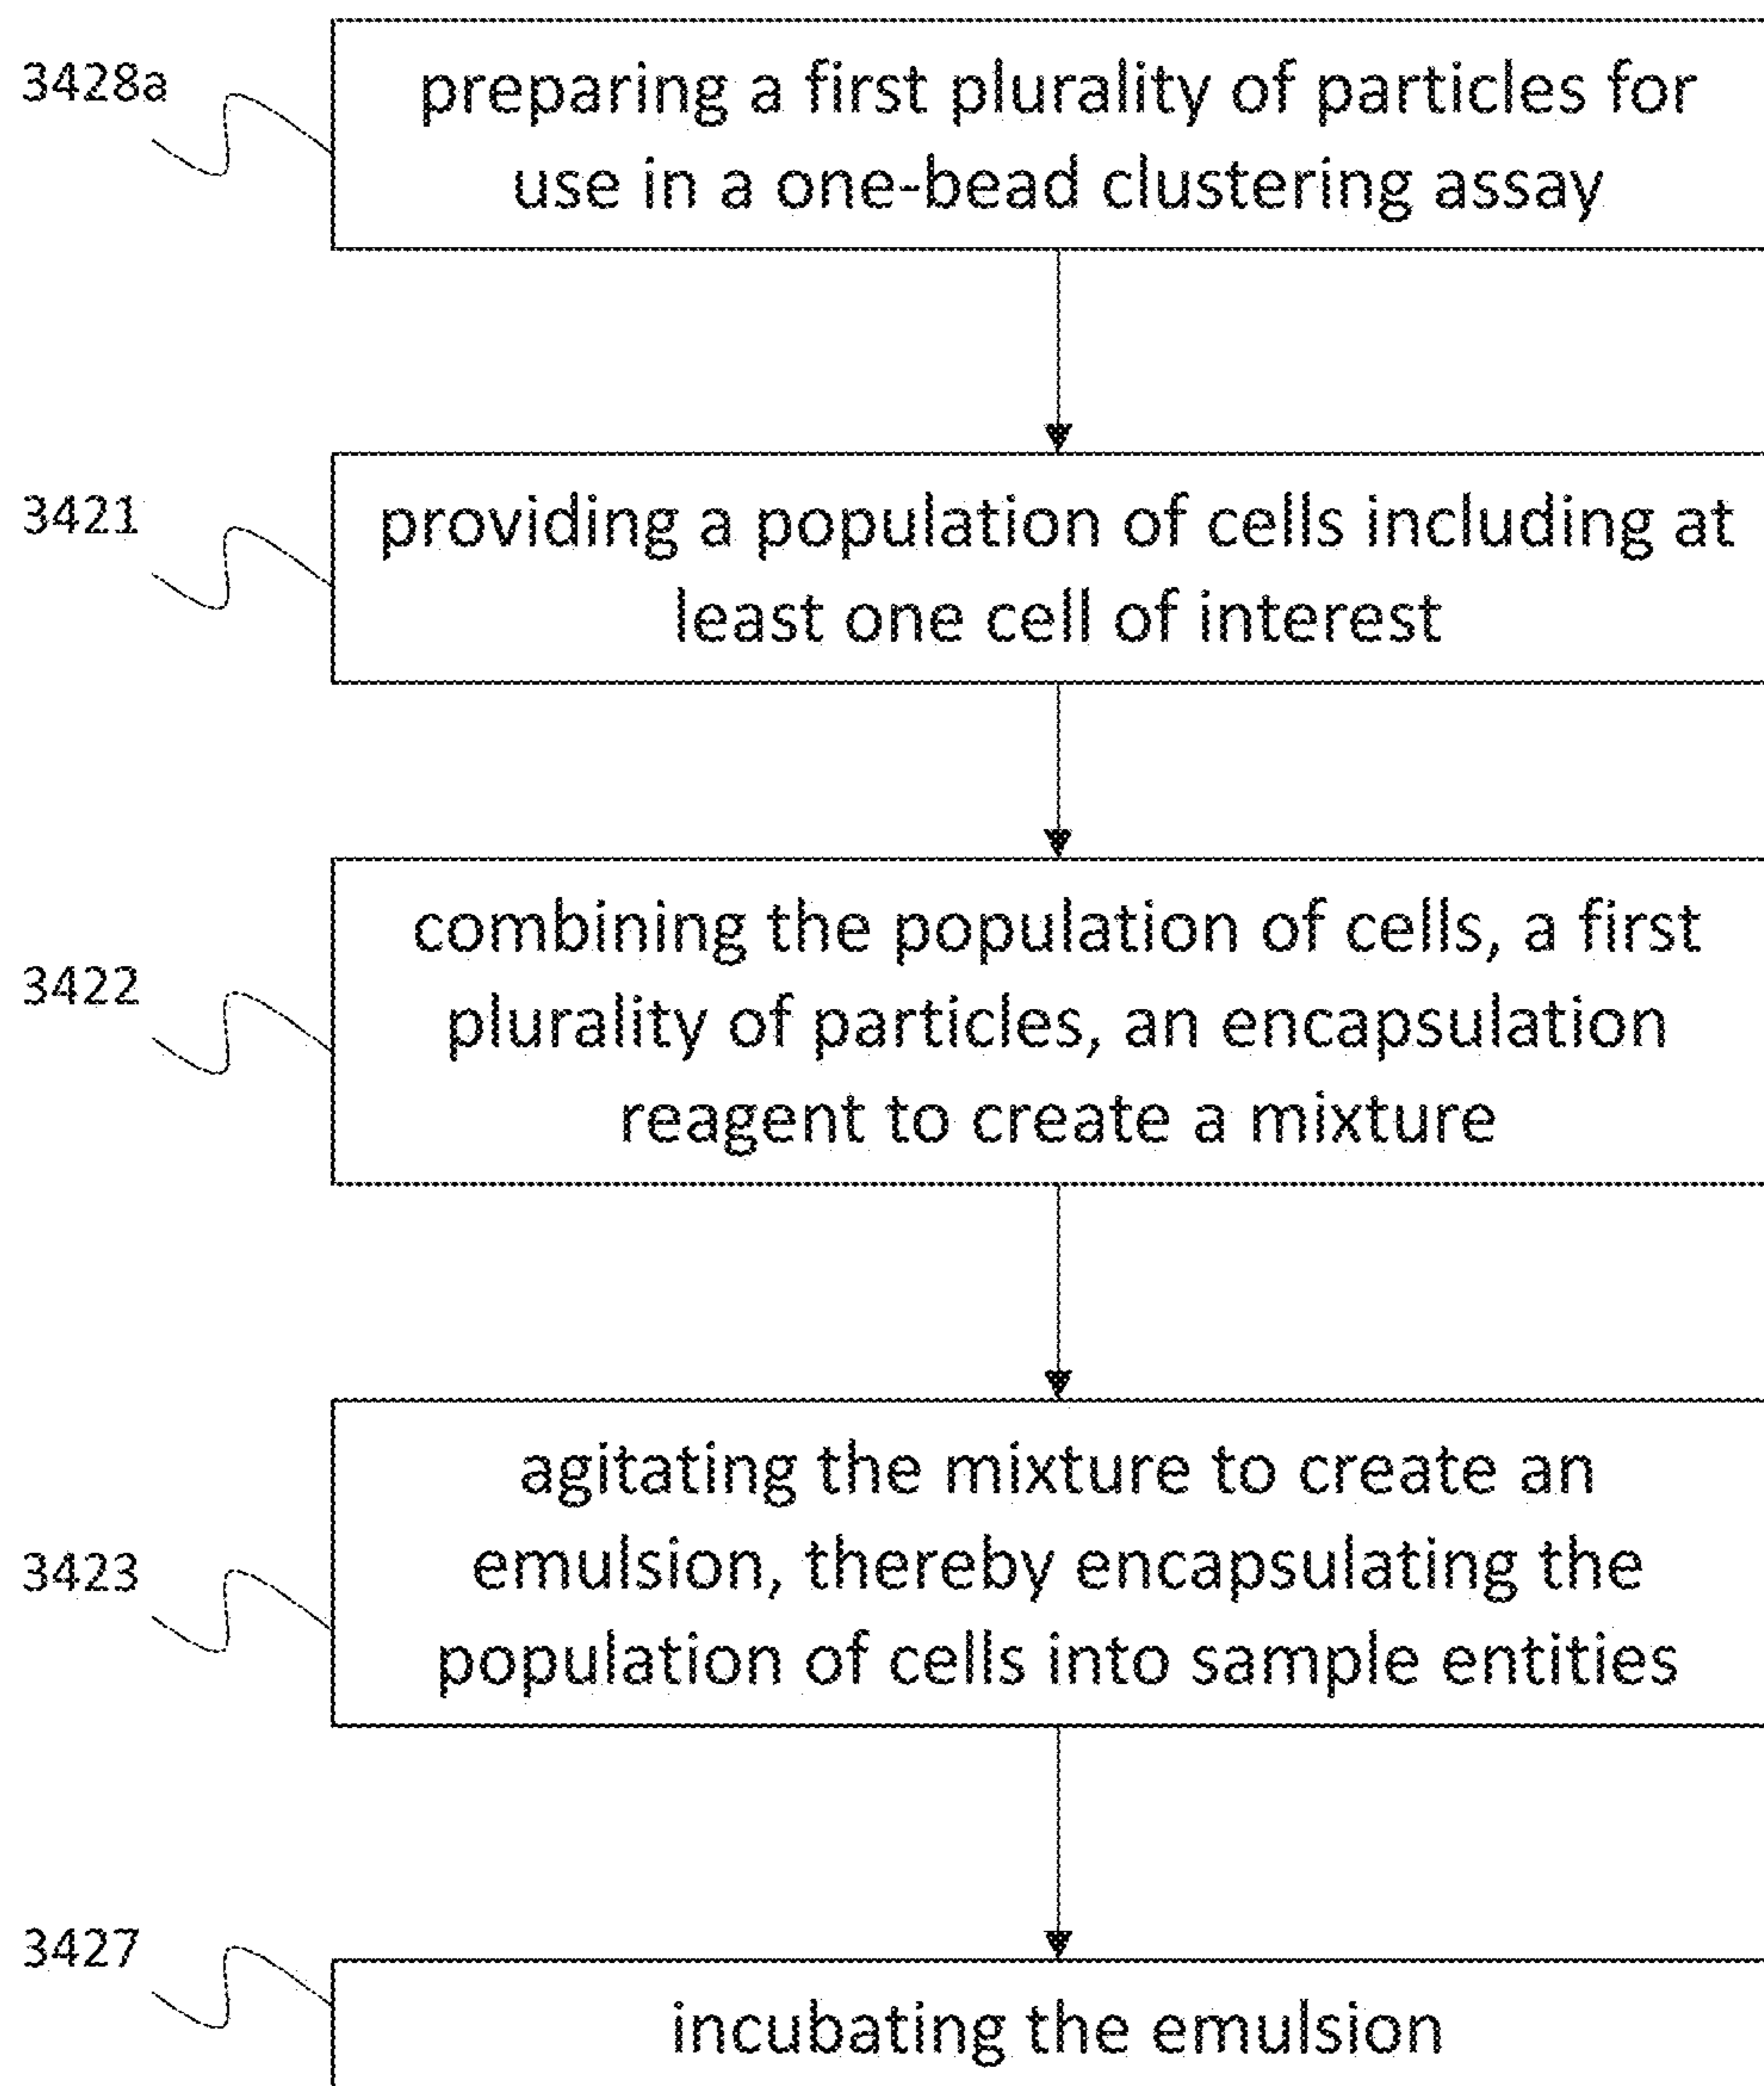 3428a
preparing a first plurality of particles for
use in a one-bead clustering assay
3421
providing a population of cells including at
least one cell of interest
3422
combining the population of cells, a first
plurality of particles, an encapsulation
reagent to create a mixture
3423
agitating the mixture to create an
emulsion, thereby encapsulating the
population of cells into sample entities
3427
incubating the emulsion